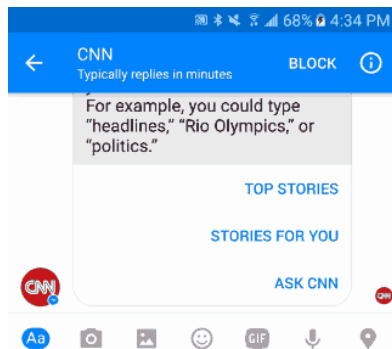 68% 4:34 PM
CNN
Typically replies in minutes
BLOCK
For example, you could type
“headlines,” “Rio Olympics,” or
“politics.”
TOP STORIES
STORIES FOR YOU
ASK CNN
CNN
CNN
Aa
GIF